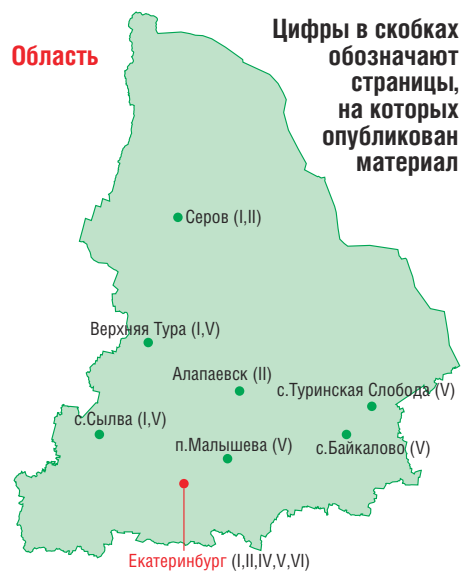 Область
Цифры в скобках
обозначают
страницы,
на которых
опубликован
материал
Серов (I,II)
Верхняя Тура (I,V)
Алапаевск (II)
с.Туринская Слобода (V)
с.Сылва (I,V)
п.Малышева (V)
с.Байкалово (V)
Екатеринбург (I,II,IV,V,VI)